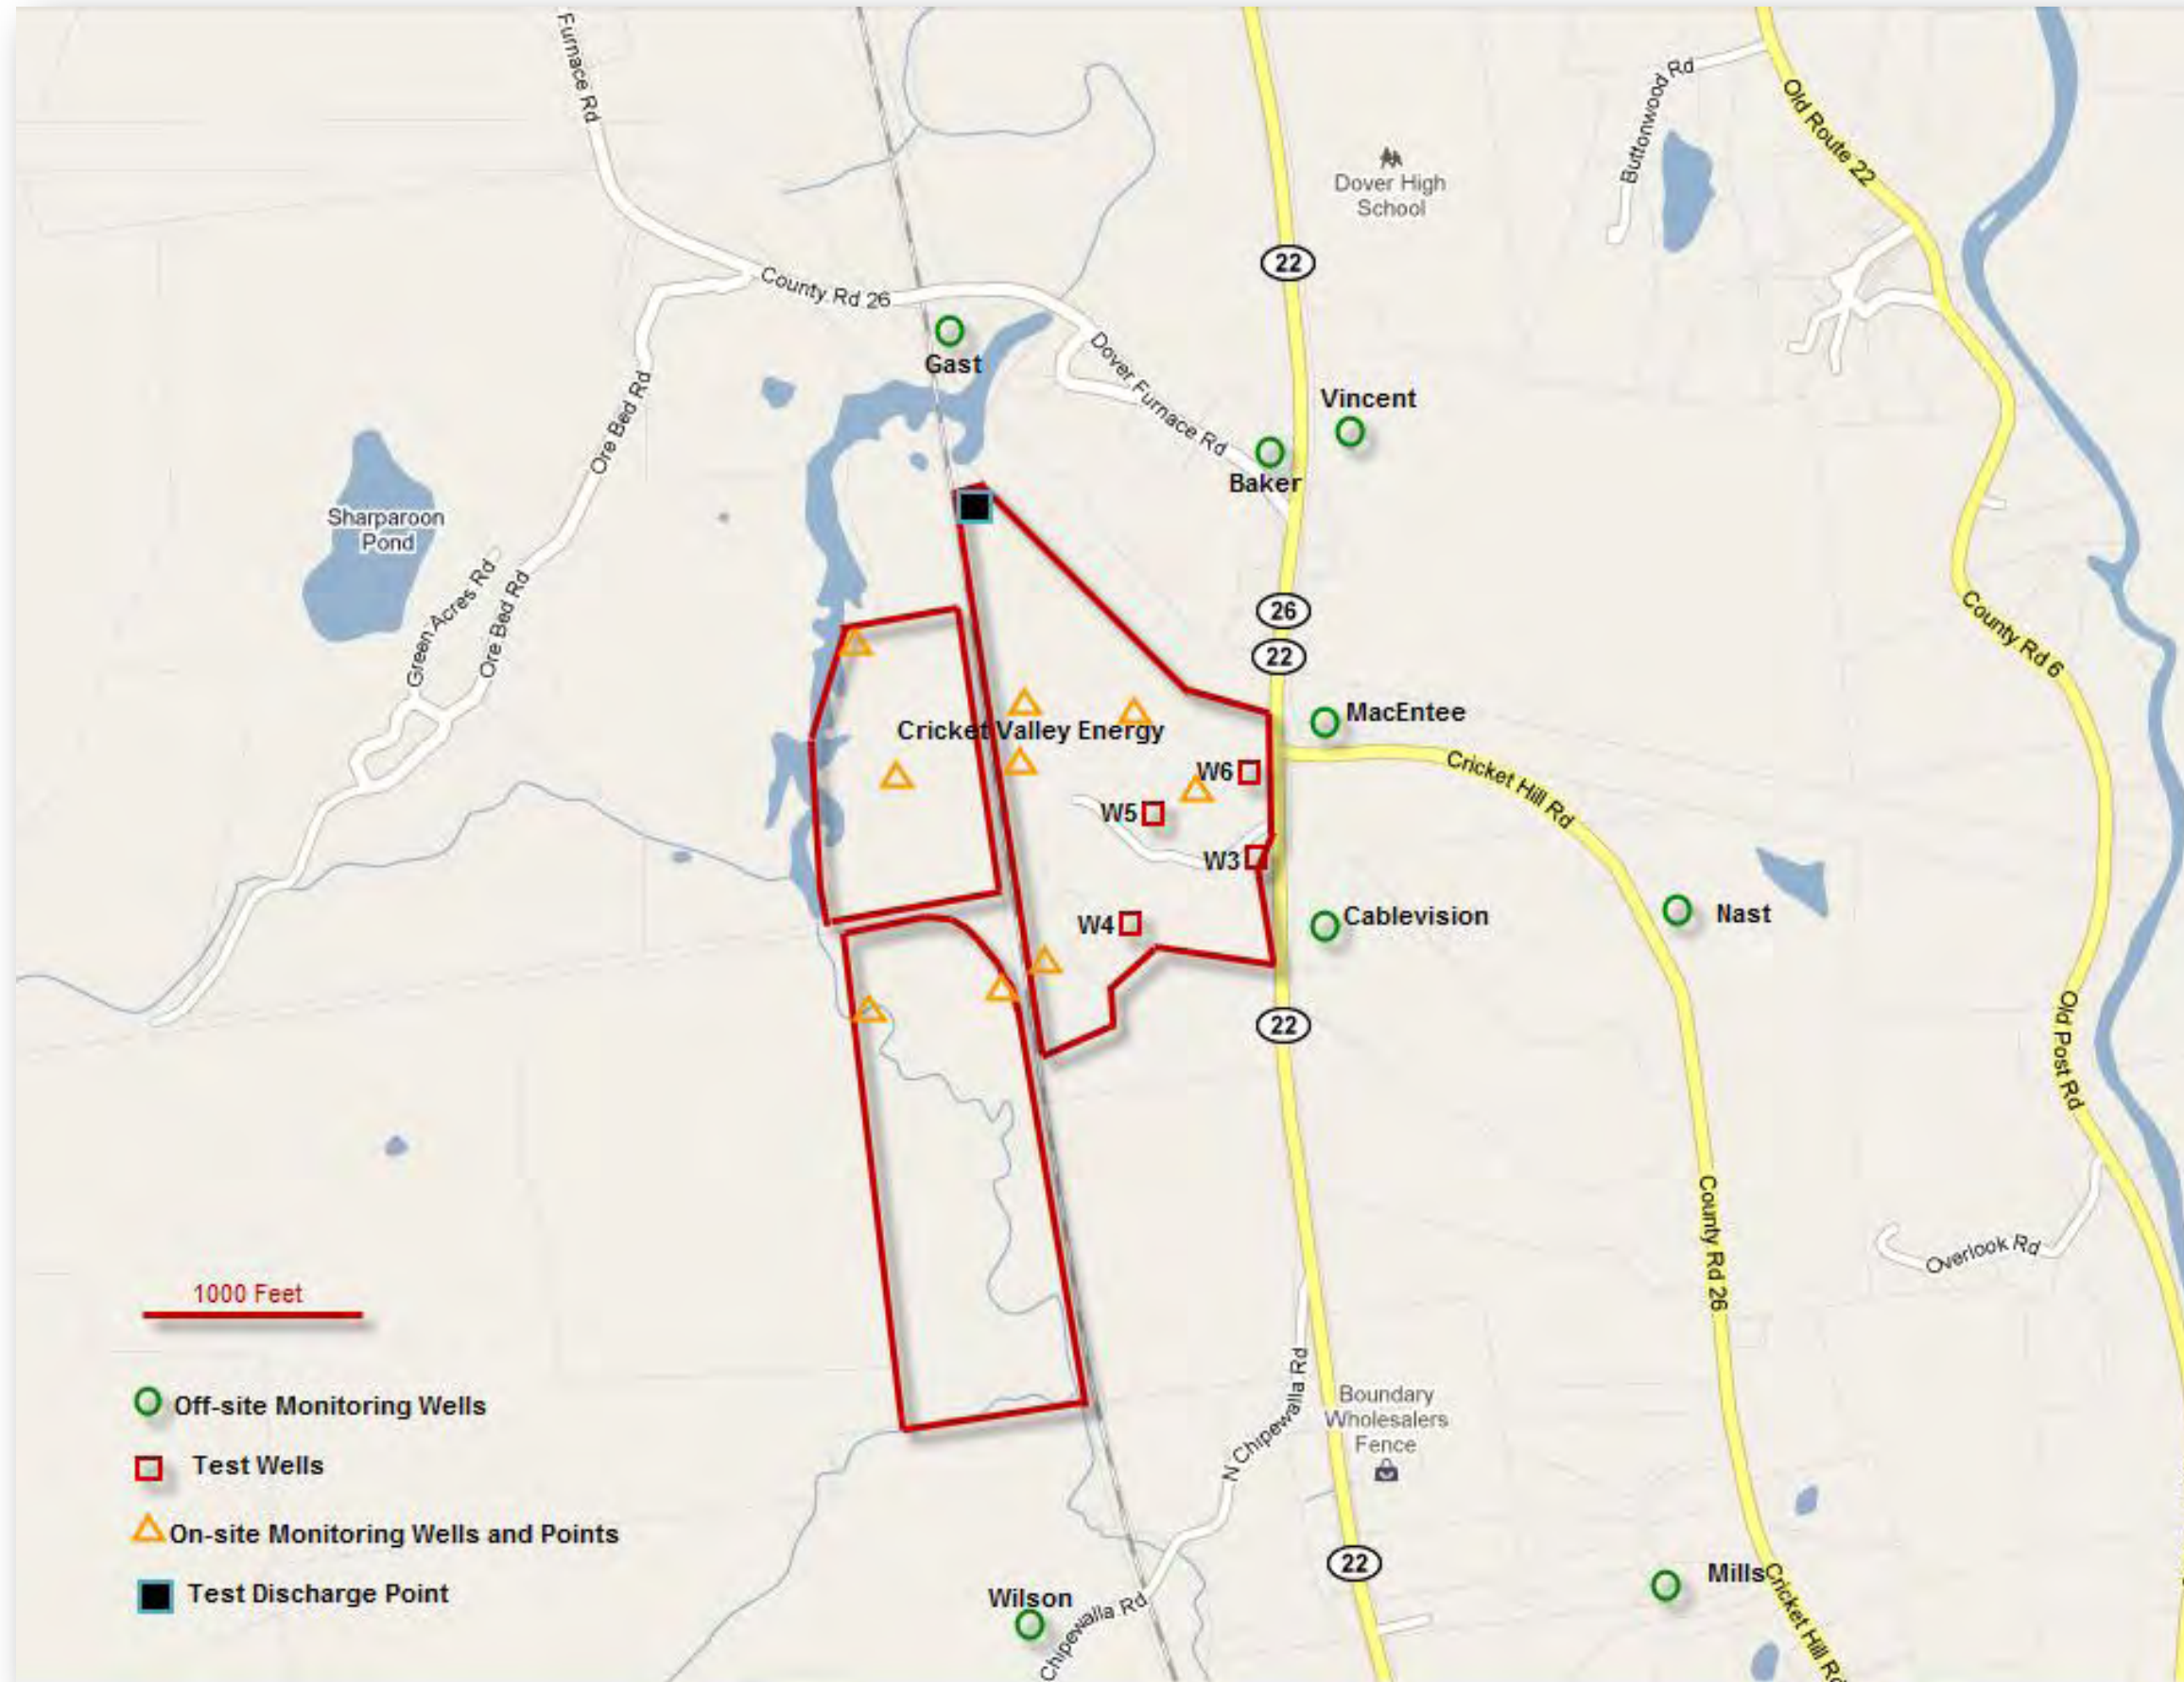 Furnace Rd
Buttonwood Rd
Old Route 22
Dover High
School
22
County Rd 26
Gast
Dover Furnace Rd
Vincent
Baker
Ore Bed Rd
Sharparoon
Pond
Green Acres Rd
Ore Bed Rd
26
22
County Rd 6
MacEntee
Cricket Valley Energy
W6
Cricket Hill Rd
W5
W3
Cablevision
Nast
W4
22
Old Post Rd
County Rd 26
Overlook Rd
1000 Feet
N Chipewalla Rd
Boundary
Wholesalers
Fence
Off-site Monitoring Wells
Test Wells
On-site Monitoring Wells and Points
22
Mills
Cricket Hill Rd
Test Discharge Point
Wilson
Chipewalla Rd